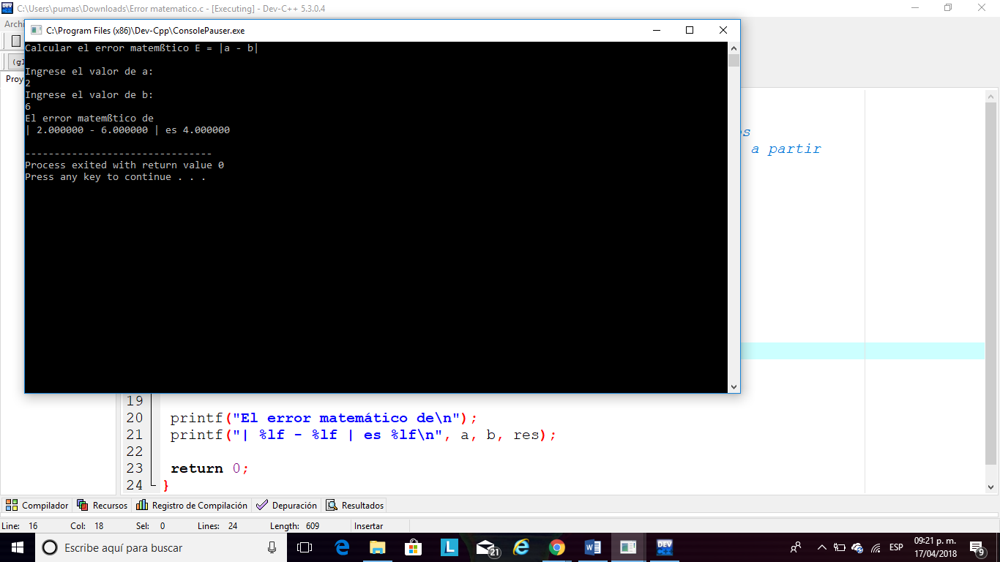 C:\Users\pumas\Downloads\Error matematico.c - [Executing] - Dev-C++ 5.3.0.4
Archi
C:\Program Files (x86)\Dev-Cpp\ConsolePauser.exe
(gl
Proy
Calcular el error matemßtico E = |a - b|
Ingrese el valor de a:
2
Ingrese el valor de b:
6
El error matemßtico de
| 2.000000 - 6.000000 | es 4.000000
--------------------------------
Process exited with return value 0
Press any key to continue . . .
os
a partir
19
20 printf("El error matemático de\n");
21 printf("| %lf - %lf | es %lf\n", a, b, res);
22
23 return 0;
24 }
Compilador Recursos Registro de Compilación Depuración Resultados
Line: 16 Col: 18 Sel: 0 Lines: 24 Length: 609 Insertar
Escribe aquí para buscar L 21 DEV ESP 09:21 p. m.
17/04/2018 9